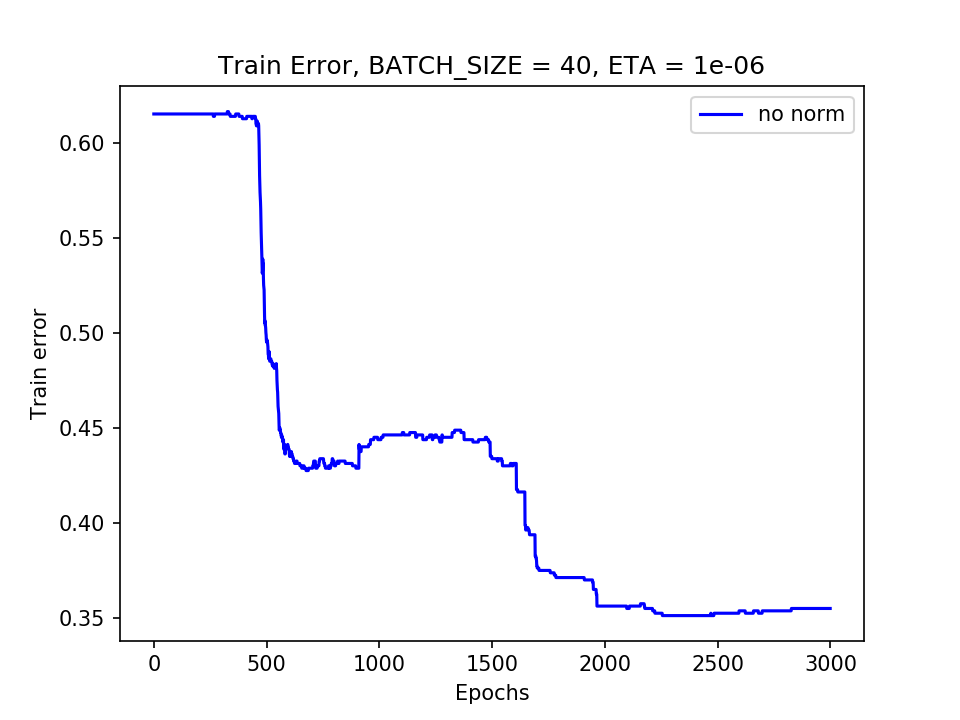 Train Error, BATCH_SIZE = 40, ETA = 1e-06
no norm
Train error
0.60
0.55
0.50
0.45
0.40
0.35
0 500 1000 1500 2000 2500 3000
Epochs